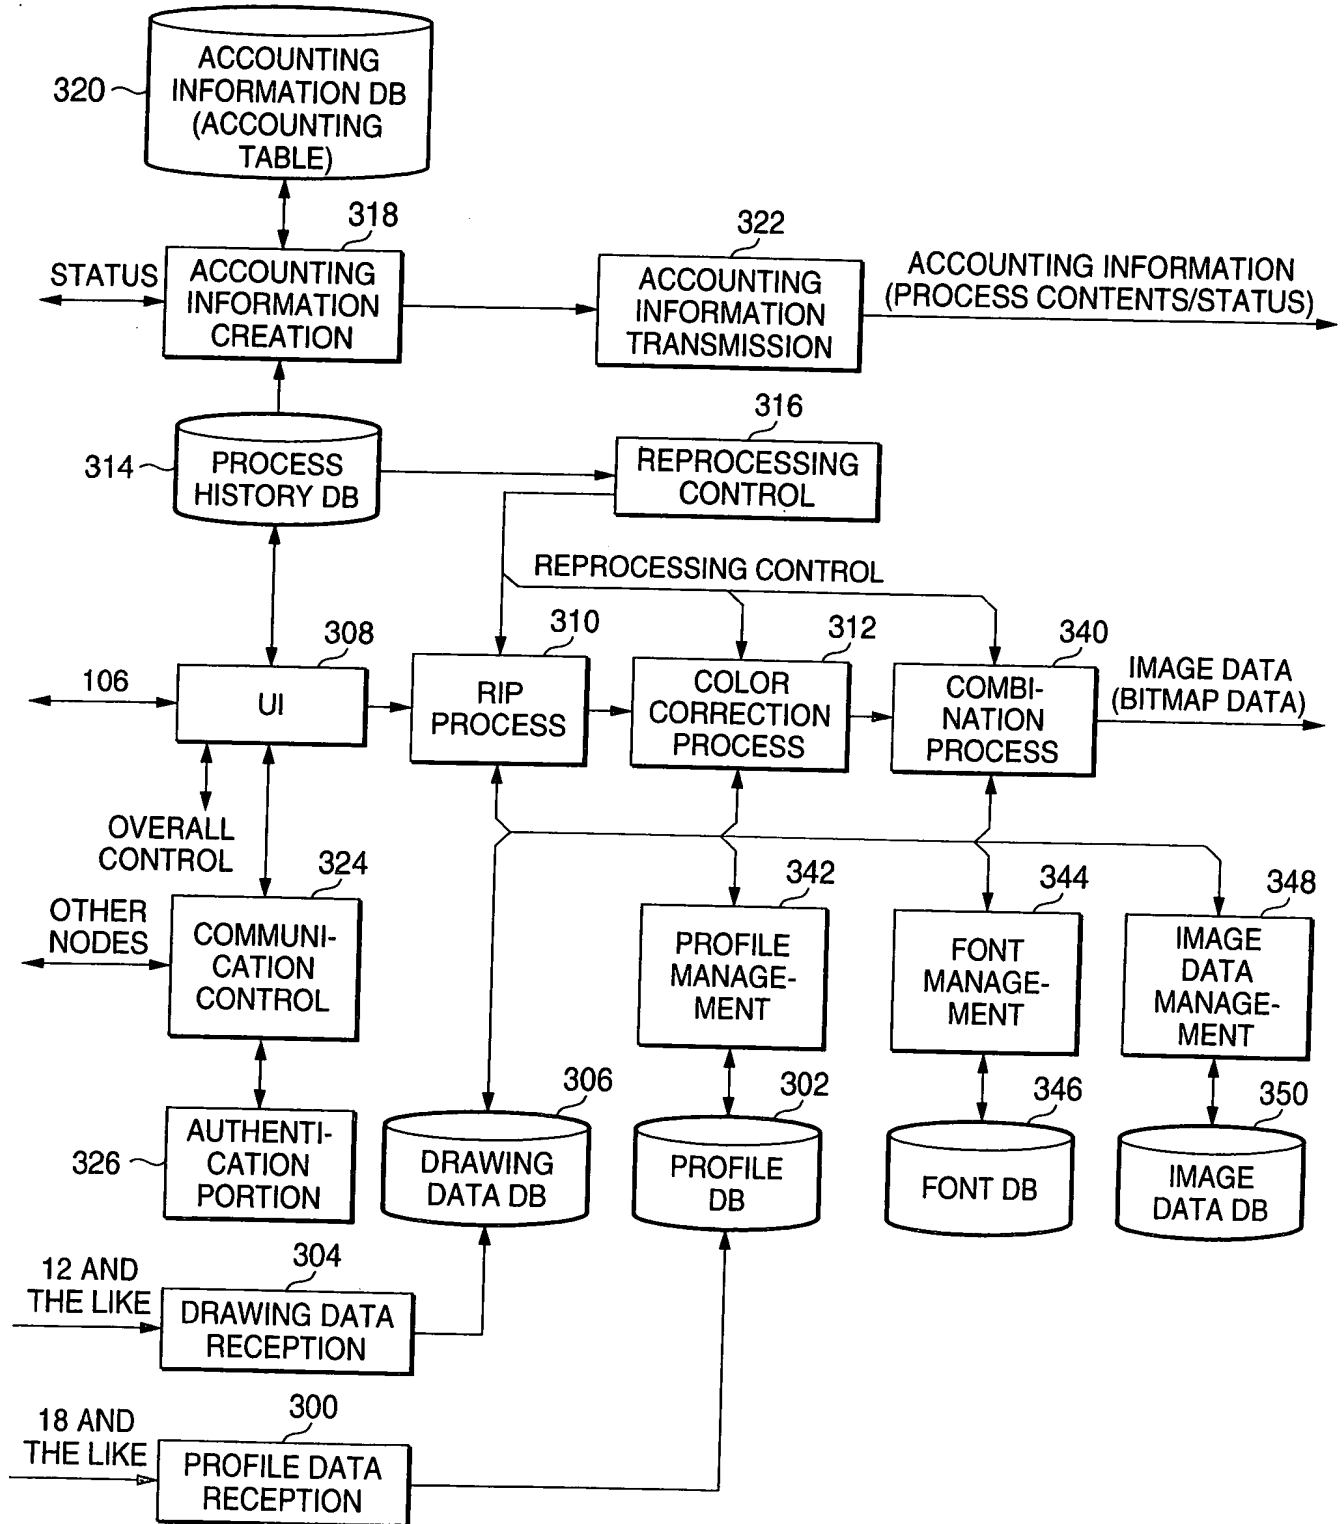 ACCOUNTING
INFORMATION DB
(ACCOUNTING
TABLE)
320
318
322
STATUS
ACCOUNTING
INFORMATION
CREATION
ACCOUNTING
INFORMATION
TRANSMISSION
ACCOUNTING INFORMATION
(PROCESS CONTENTS/STATUS)
316
314
PROCESS
HISTORY DB
REPROCESSING
CONTROL
REPROCESSING CONTROL
308
310
312
340
106
UI
RIP
PROCESS
COLOR
CORRECTION
PROCESS
COMBI-
NATION
PROCESS
IMAGE DATA
(BITMAP DATA)
OVERALL
CONTROL
324
342
344
348
OTHER
NODES
COMMUNI-
CATION
CONTROL
PROFILE
MANAGE-
MENT
FONT
MANAGE-
MENT
IMAGE
DATA
MANAGE-
MENT
306
302
346
350
326
AUTHENTI-
CATION
PORTION
DRAWING
DATA DB
PROFILE
DB
FONT DB
IMAGE
DATA DB
304
12 AND
THE LIKE
DRAWING DATA
RECEPTION
300
18 AND
THE LIKE
PROFILE DATA
RECEPTION